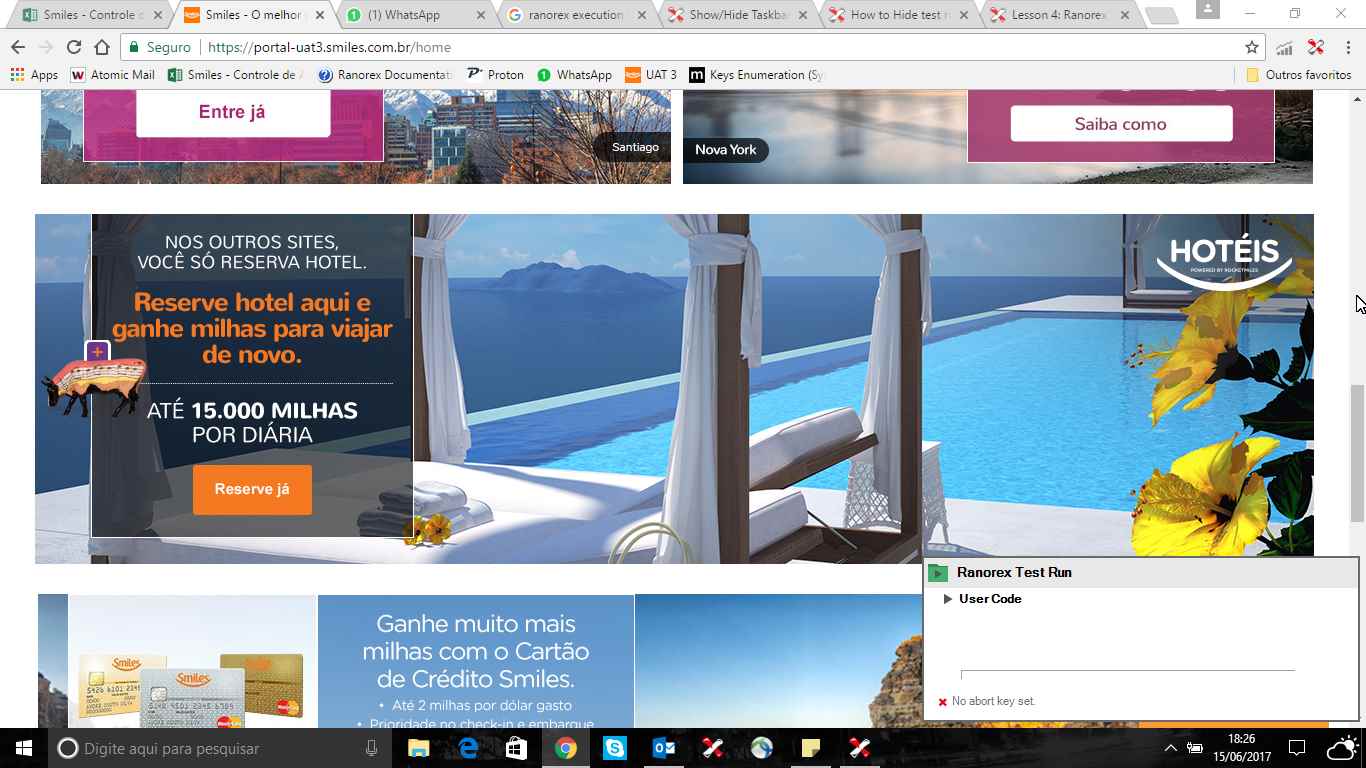 Smiles - Controle d
Smiles - O melhor
(1) WhatsApp
ranorex execution
Show/Hide Taskba
How to Hide test r
Lesson 4: Ranorex
Seguro
https://portal-uat3.smiles.com.br/home
Apps
Atomic Mail
Smiles - Controle de A
Ranorex Documentati
Proton
WhatsApp
UAT 3
Keys Enumeration (Sy
Outros favoritos
Entre já
Santiago
Nova York
Saiba como
NOS OUTROS SITES,
VOCÊ SÓ RESERVA HOTEL.
Reserve hotel aqui e
ganhe milhas para viajar
de novo.
ATÉ 15.000 MILHAS
POR DIÁRIA
Reserve já
HOTÉIS
POWERED BY ROCKETMILES
Ranorex Test Run
User Code
No abort key set.
Smiles
Smiles
Smiles
Ganhe muito mais
milhas com o Cartão
de Crédito Smiles.
• Até 2 milhas por dólar gasto
• Prioridade no check-in e embarque
Digite aqui para pesquisar
18:26
15/06/2017